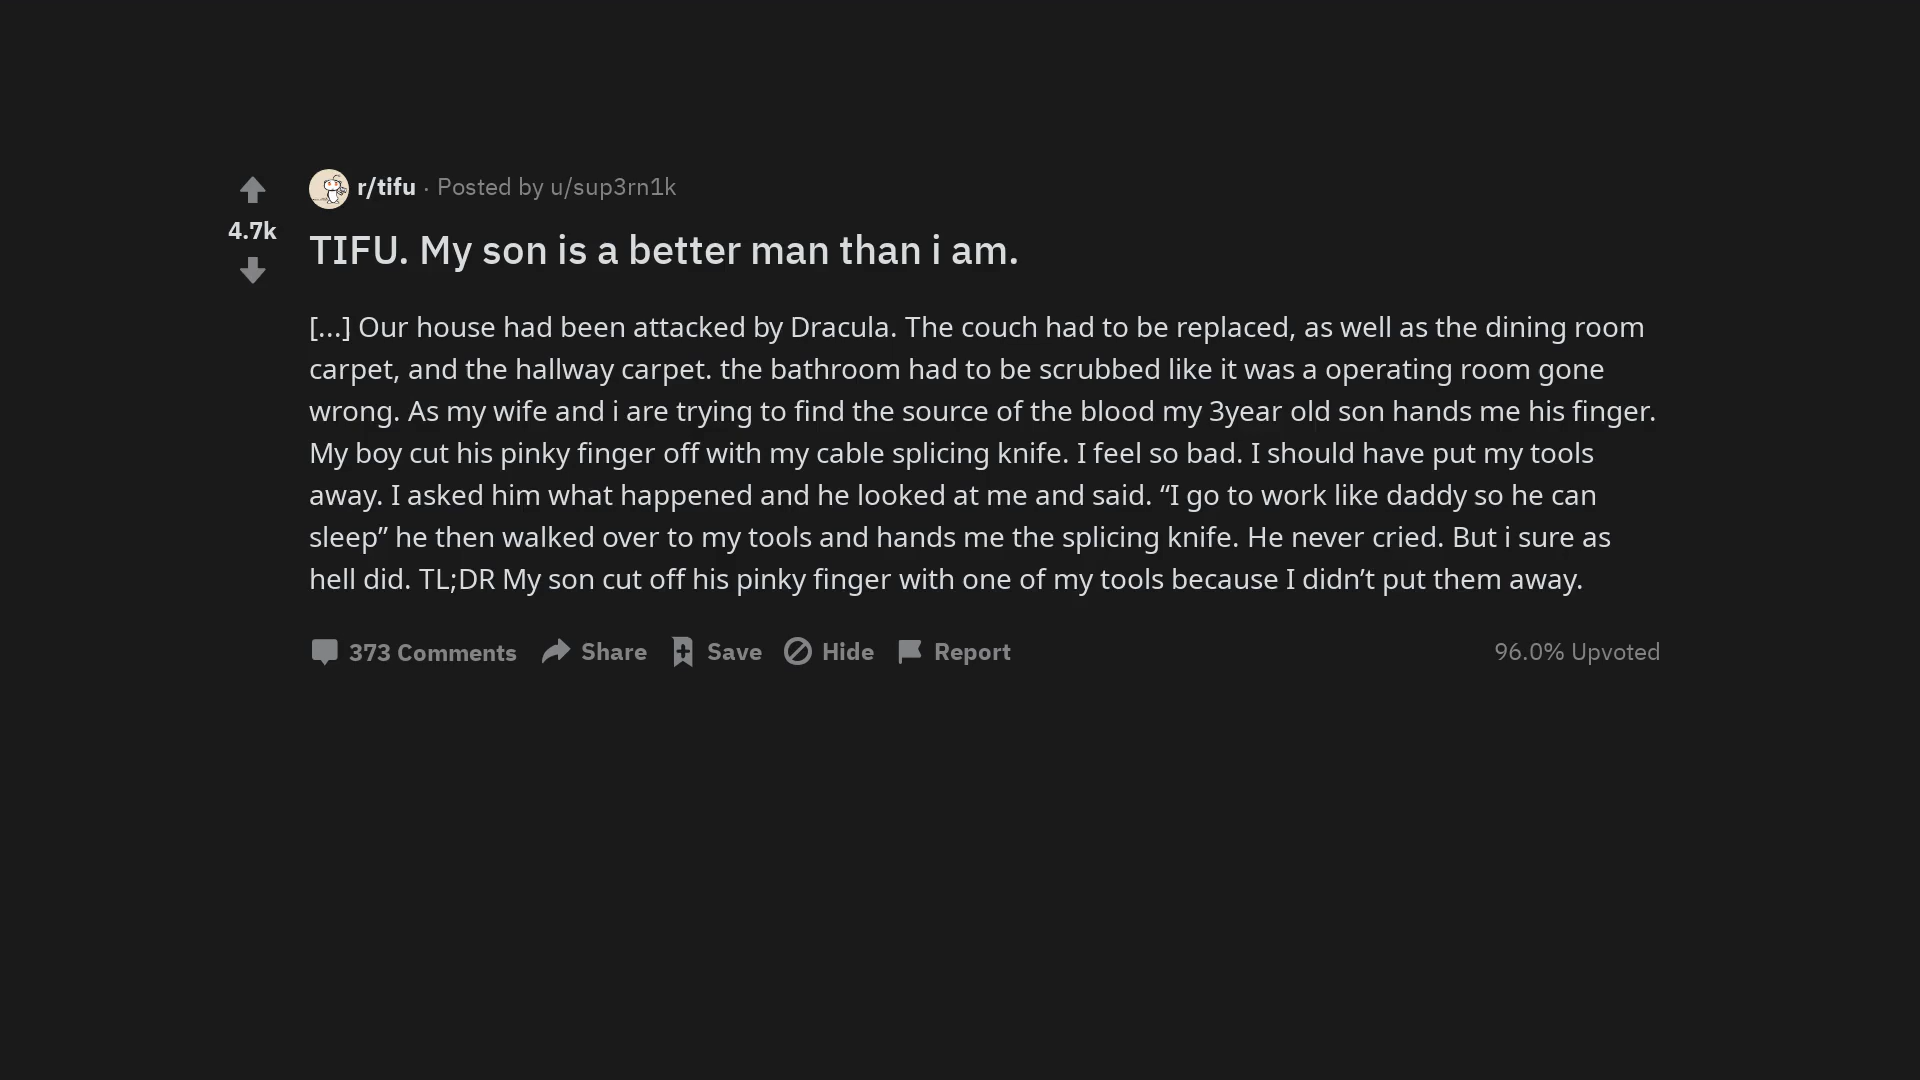 r/tifu · Posted by u/sup3rn1k
4.7k
TIFU. My son is a better man than i am.
[...] Our house had been attacked by Dracula. The couch had to be replaced, as well as the dining room
carpet, and the hallway carpet. the bathroom had to be scrubbed like it was a operating room gone
wrong. As my wife and i are trying to find the source of the blood my 3year old son hands me his finger.
My boy cut his pinky finger off with my cable splicing knife. I feel so bad. I should have put my tools
away. I asked him what happened and he looked at me and said. “I go to work like daddy so he can
sleep” he then walked over to my tools and hands me the splicing knife. He never cried. But i sure as
hell did. TL;DR My son cut off his pinky finger with one of my tools because I didn’t put them away.
373 Comments Share Save Hide Report 96.0% Upvoted